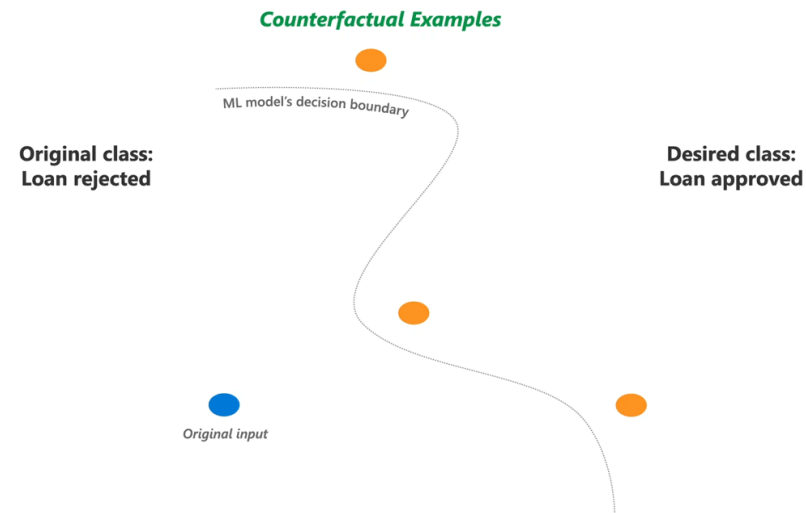 Counterfactual Examples
ML model's decision boundary
Original class:
Loan rejected
Desired class:
Loan approved
Original input